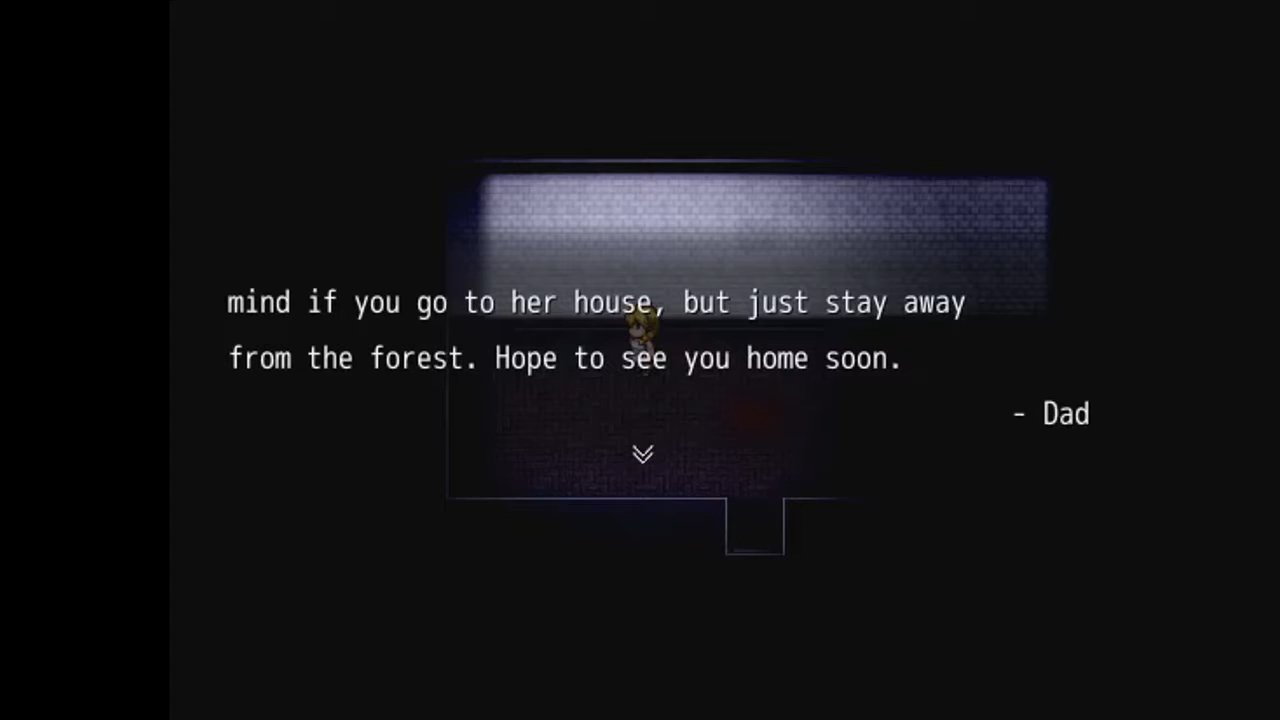 mind if you go to her house, but just stay away
from the forest. Hope to see you home soon.
- Dad